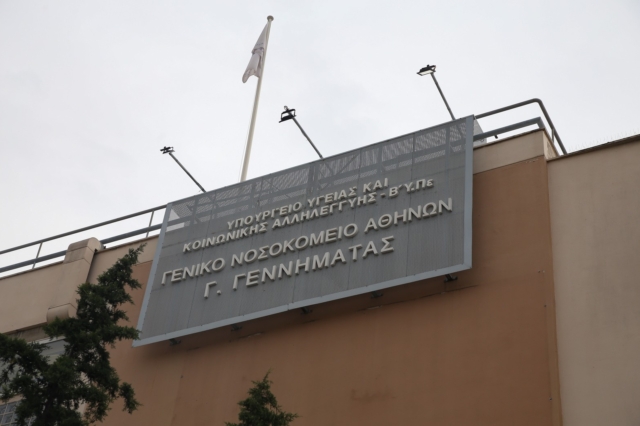 ΥΠΟΥΡΓΕΙΟ ΥΓΕΙΑΣ ΚΑΙ
ΚΟΙΝΩΝΙΚΗΣ ΑΛΛΗΛΕΓΓΥΗΣ - Β΄ Υ.Πε
ΓΕΝΙΚΟ ΝΟΣΟΚΟΜΕΙΟ ΑΘΗΝΩΝ
Γ. ΓΕΝΝΗΜΑΤΑΣ